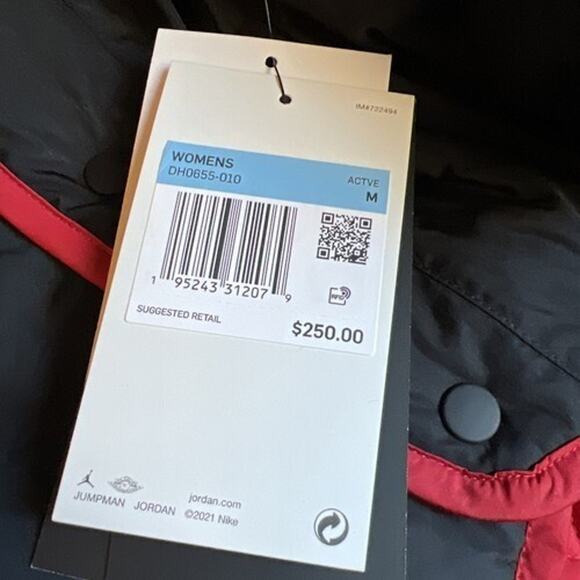 IM#722494
WOMENS
DH0655-010
ACTVE
M
1 95243 31207 9
RFID
SUGGESTED RETAIL
$250.00
JUMPMAN JORDAN
jordan.com
©2021 Nike